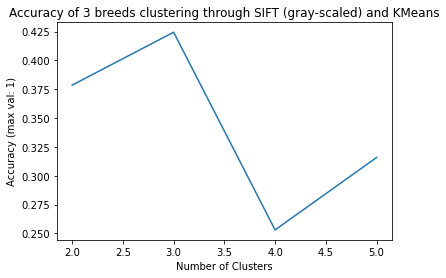 Accuracy of 3 breeds clustering through SIFT (gray-scaled) and KMeans
Accuracy (max val: 1)
0.425
0.400
0.375
0.350
0.325
0.300
0.275
0.250
2.0 2.5 3.0 3.5 4.0 4.5 5.0
Number of Clusters